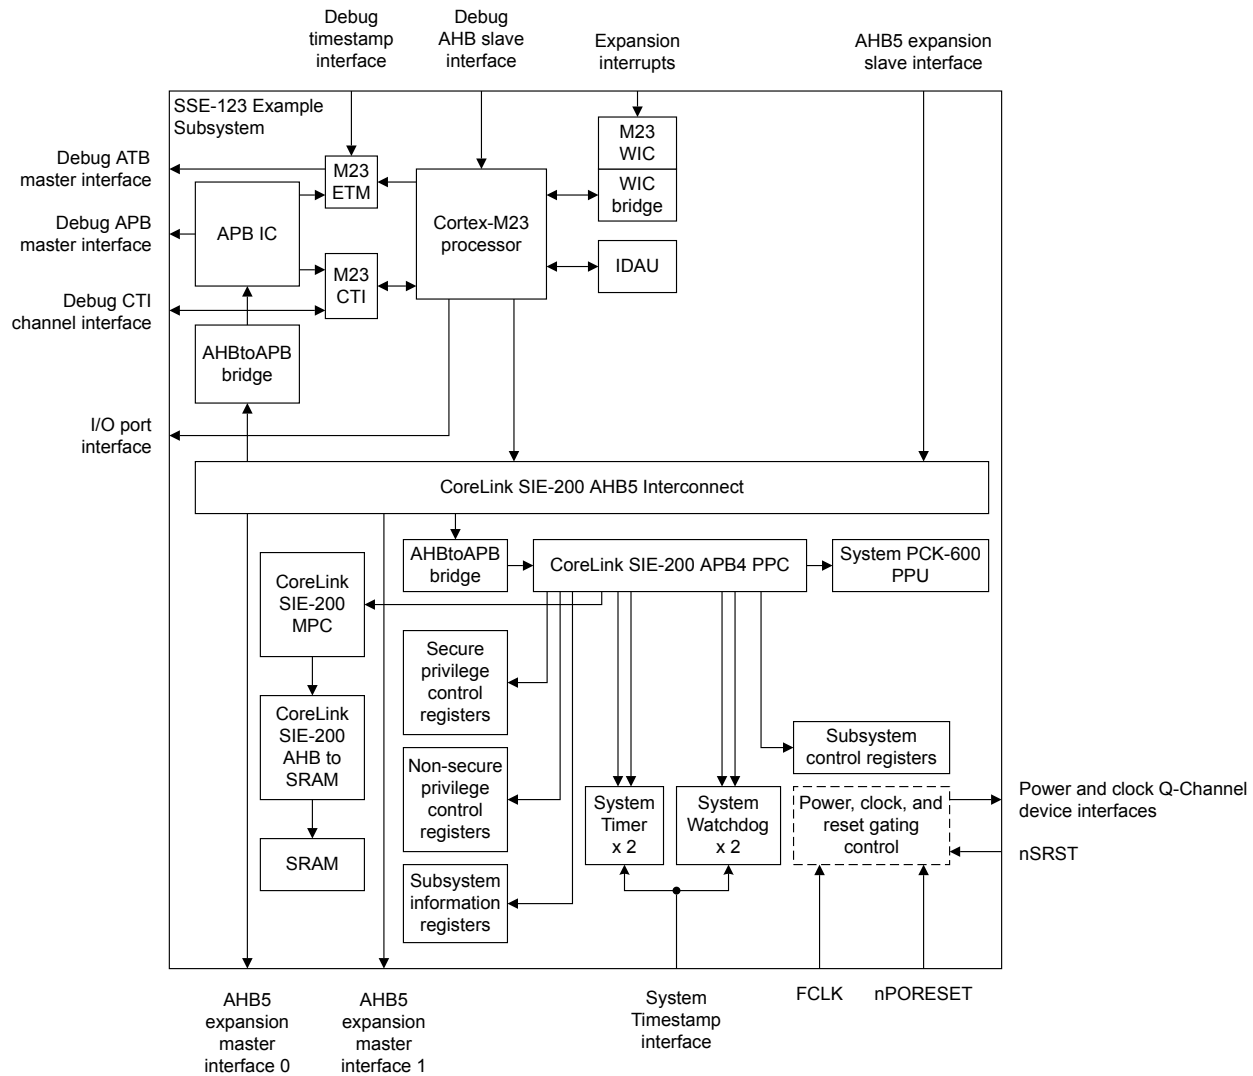 Debug
timestamp
interface
Debug
AHB slave
interface
Expansion
interrupts
AHB5 expansion
slave interface
SSE-123 Example
Subsystem
Debug ATB
master interface
Debug APB
master interface
Debug CTI
channel interface
I/O port
interface
M23
ETM
APB IC
M23
CTI
AHBtoAPB
bridge
Cortex-M23
processor
M23
WIC
WIC
bridge
IDAU
CoreLink SIE-200 AHB5 Interconnect
AHBtoAPB
bridge
CoreLink SIE-200 APB4 PPC
System PCK-600
PPU
CoreLink
SIE-200
MPC
CoreLink
SIE-200
AHB to
SRAM
SRAM
Secure
privilege
control
registers
Non-secure
privilege
control
registers
Subsystem
information
registers
System
Timer
x 2
System
Watchdog
x 2
Subsystem
control registers
Power, clock, and
reset gating
control
Power and clock Q-Channel
device interfaces
nSRST
AHB5
expansion
master
interface 0
AHB5
expansion
master
interface 1
System
Timestamp
interface
FCLK
nPORESET